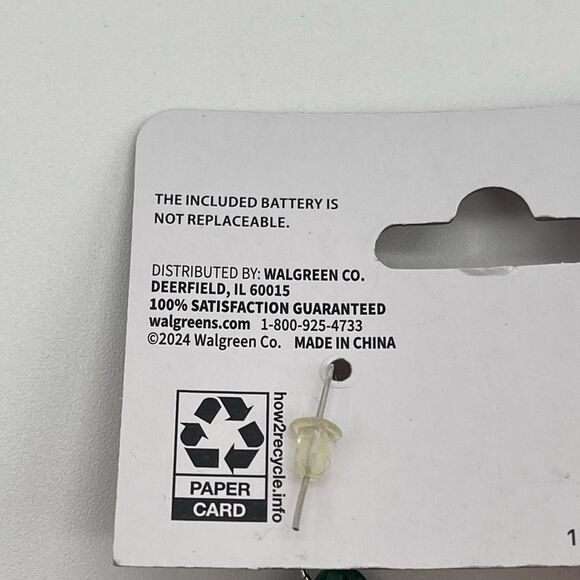 THE INCLUDED BATTERY IS
NOT REPLACEABLE.
DISTRIBUTED BY: WALGREEN CO.
DEERFIELD, IL 60015
100% SATISFACTION GUARANTEED
walgreens.com 1-800-925-4733
©2024 Walgreen Co. MADE IN CHINA
how2recycle.info
PAPER
CARD
1